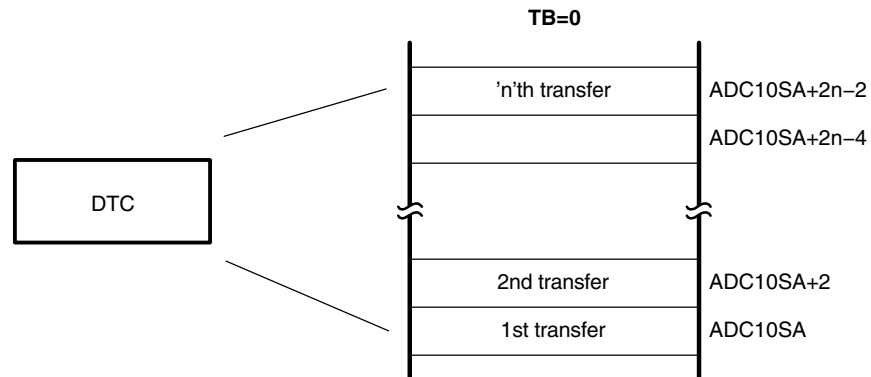 TB=0
'n'th transfer ADC10SA+2n−2
ADC10SA+2n−4
DTC
2nd transfer ADC10SA+2
1st transfer ADC10SA